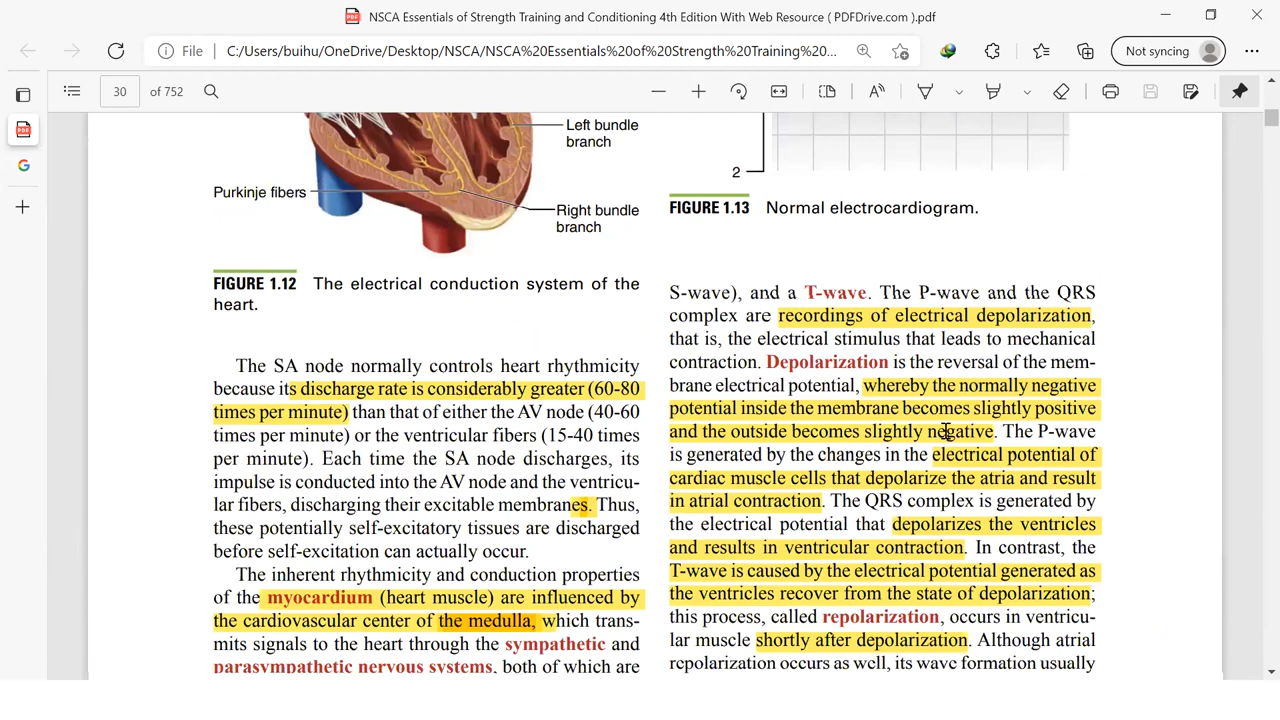 NSCA Essentials of Strength Training and Conditioning 4th Edition With Web Resource ( PDFDrive.com ).pdf
File
C:/Users/buihu/OneDrive/Desktop/NSCA/NSCA%20Essentials%20of%20Strength%20Training%20...
Not syncing
30 of 752
Left bundle
branch
Purkinje fibers
Right bundle
branch
FIGURE 1.12 The electrical conduction system of the
heart.
The SA node normally controls heart rhythmicity
because its discharge rate is considerably greater (60-80
times per minute) than that of either the AV node (40-60
times per minute) or the ventricular fibers (15-40 times
per minute). Each time the SA node discharges, its
impulse is conducted into the AV node and the ventricu-
lar fibers, discharging their excitable membranes. Thus,
these potentially self-excitatory tissues are discharged
before self-excitation can actually occur.
The inherent rhythmicity and conduction properties
of the myocardium (heart muscle) are influenced by
the cardiovascular center of the medulla, which trans-
mits signals to the heart through the sympathetic and
parasympathetic nervous systems, both of which are
2
FIGURE 1.13 Normal electrocardiogram.
S-wave), and a T-wave. The P-wave and the QRS
complex are recordings of electrical depolarization,
that is, the electrical stimulus that leads to mechanical
contraction. Depolarization is the reversal of the mem-
brane electrical potential, whereby the normally negative
potential inside the membrane becomes slightly positive
and the outside becomes slightly negative. The P-wave
is generated by the changes in the electrical potential of
cardiac muscle cells that depolarize the atria and result
in atrial contraction. The QRS complex is generated by
the electrical potential that depolarizes the ventricles
and results in ventricular contraction. In contrast, the
T-wave is caused by the electrical potential generated as
the ventricles recover from the state of depolarization;
this process, called repolarization, occurs in ventricu-
lar muscle shortly after depolarization. Although atrial
repolarization occurs as well, its wave formation usually